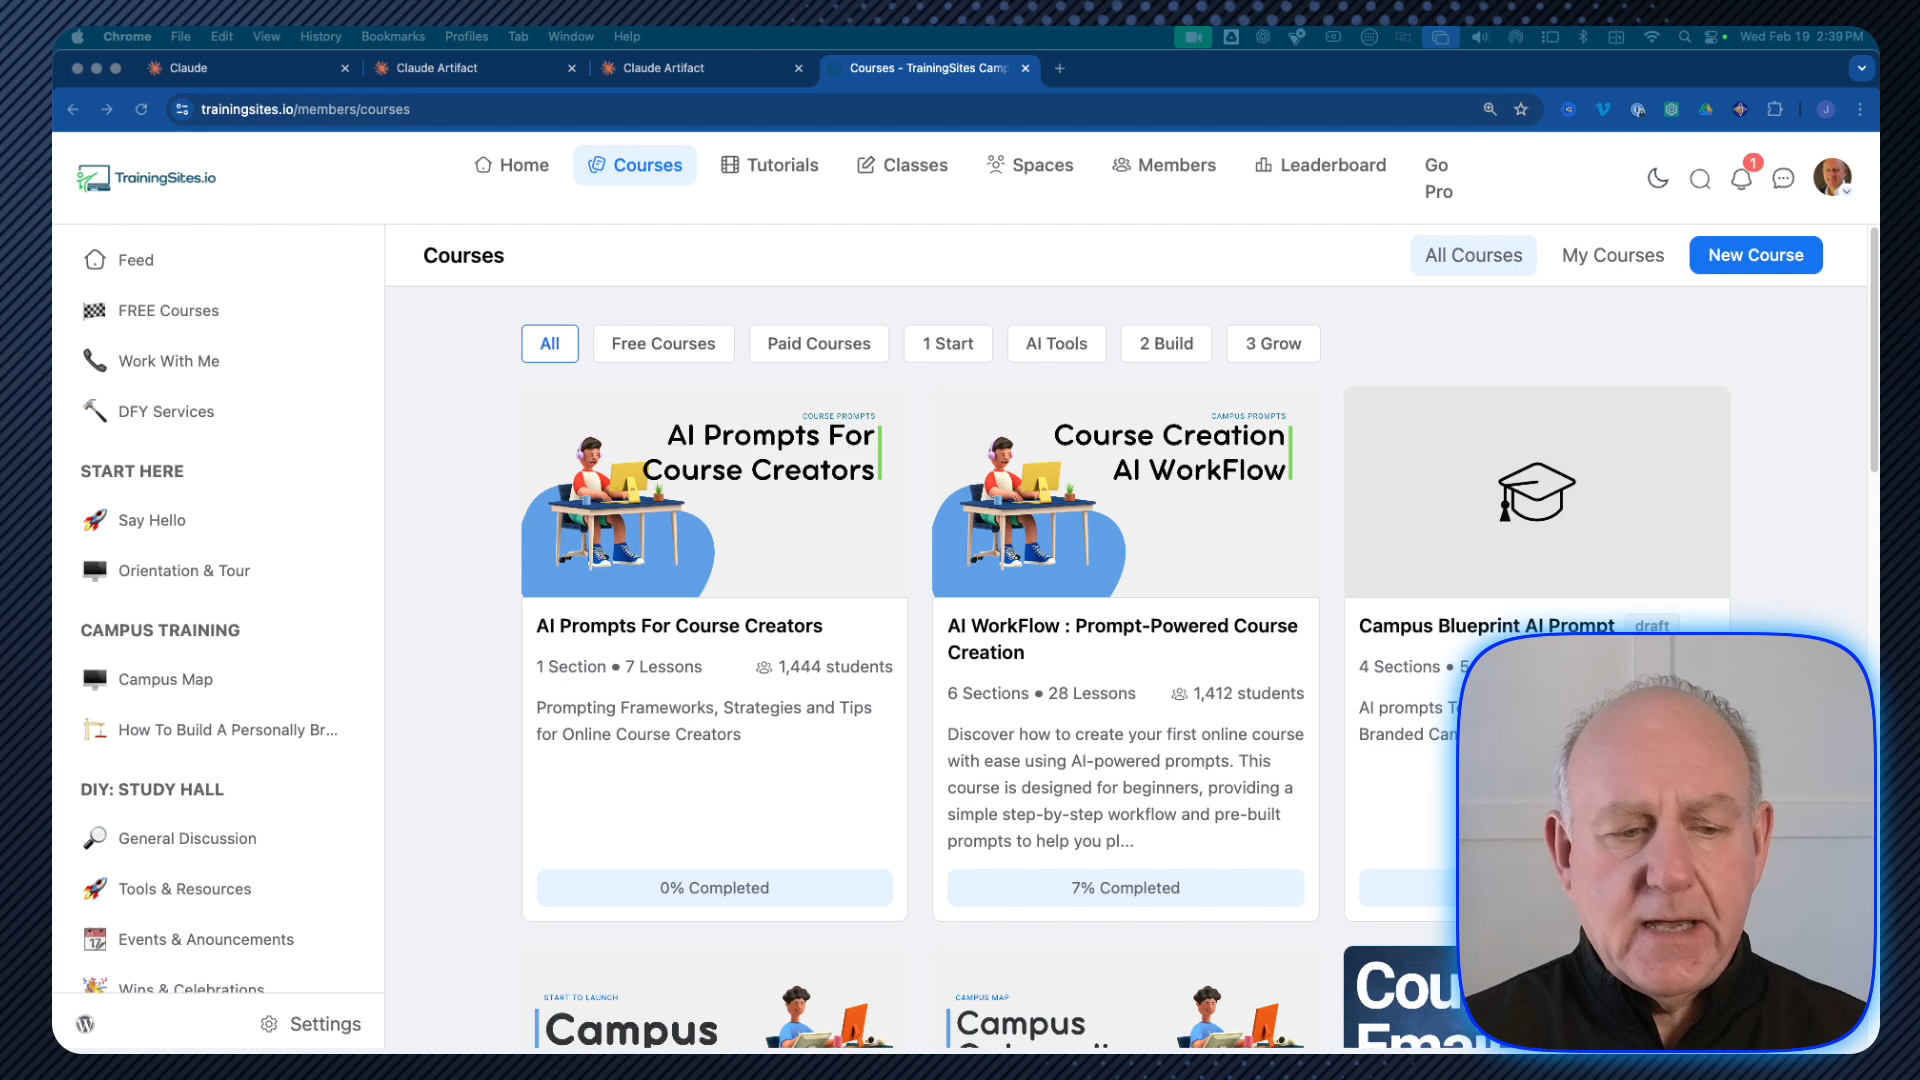 Chrome File Edit View History Bookmarks Profiles Tab Window Help Wed Feb 19 2:39 PM
Claude Claude Artifact Claude Artifact Courses - TrainingSites Camp
trainingsites.io/members/courses J
TrainingSites.io
Home Courses Tutorials Classes Spaces Members Leaderboard Go Pro
1
Feed
FREE Courses
Work With Me
DFY Services
START HERE
Say Hello
Orientation & Tour
CAMPUS TRAINING
Campus Map
How To Build A Personally Br...
DIY: STUDY HALL
General Discussion
Tools & Resources
17
Events & Anouncements
Wins & Celebrations
Settings
Courses All Courses My Courses New Course
All Free Courses Paid Courses 1 Start AI Tools 2 Build 3 Grow
COURSE PROMPTS
AI Prompts For
Course Creators
AI Prompts For Course Creators
1 Section • 7 Lessons 1,444 students
Prompting Frameworks, Strategies and Tips
for Online Course Creators
0% Completed
CAMPUS PROMPTS
Course Creation
AI WorkFlow
AI WorkFlow : Prompt-Powered Course
Creation
6 Sections • 28 Lessons 1,412 students
Discover how to create your first online course
with ease using AI-powered prompts. This
course is designed for beginners, providing a
simple step-by-step workflow and pre-built
prompts to help you pl...
7% Completed
Campus Blueprint AI Prompt draft
4 Sections • 5
AI prompts T
Branded Ca
START TO LAUNCH
Campus
CAMPUS MAP
Campus
Cou
Emai